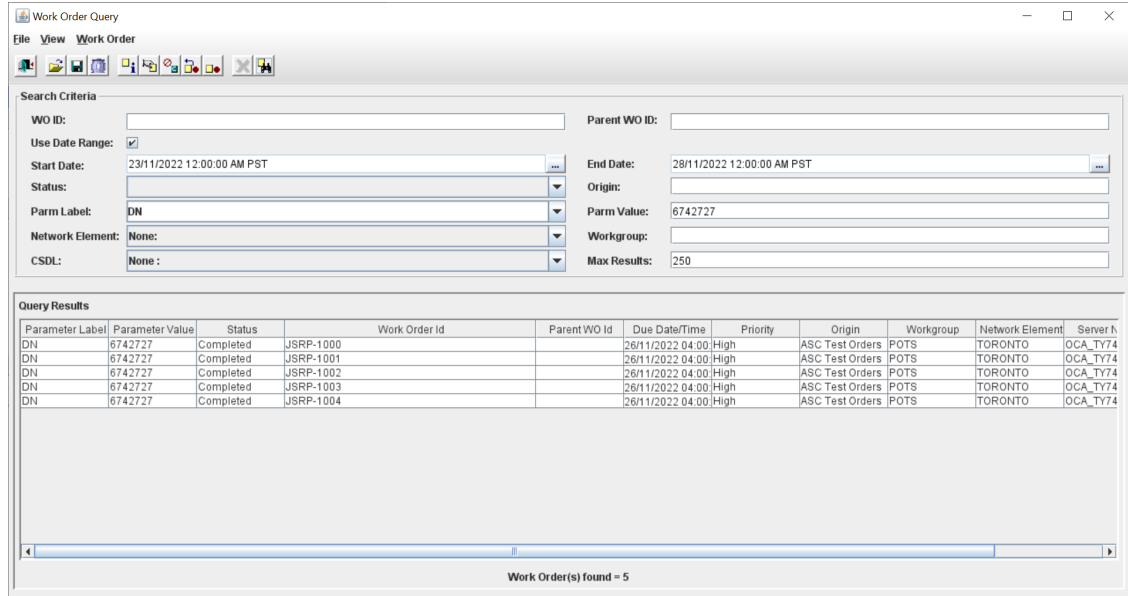 Work Order Query
File View Work Order
Search Criteria
WO ID: Parent WO ID:
Use Date Range:
Start Date: 23/11/2022 12:00:00 AM PST ... End Date: 28/11/2022 12:00:00 AM PST ...
Status: Origin:
Parm Label: DN Parm Value: 6742727
Network Element: None: Workgroup:
CSDL: None : Max Results: 250
Query Results
Parameter Label Parameter Value Status Work Order Id Parent WO Id Due Date/Time Priority Origin Workgroup Network Element Server N
DN 6742727 Completed JSRP-1000 26/11/2022 04:00: High ASC Test Orders POTS TORONTO OCA_TY74
DN 6742727 Completed JSRP-1001 26/11/2022 04:00: High ASC Test Orders POTS TORONTO OCA_TY74
DN 6742727 Completed JSRP-1002 26/11/2022 04:00: High ASC Test Orders POTS TORONTO OCA_TY74
DN 6742727 Completed JSRP-1003 26/11/2022 04:00: High ASC Test Orders POTS TORONTO OCA_TY74
DN 6742727 Completed JSRP-1004 26/11/2022 04:00: High ASC Test Orders POTS TORONTO OCA_TY74
Work Order(s) found = 5